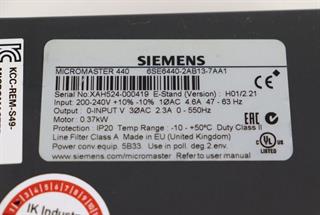 SIEMENS
MICROMASTER 440 6SE6440-2AB13-7AA1
Serial No: XAH524-000419 E-Stand (Version) : H01/2.21
Input: 200-240V +10% -10% 1ØAC 4.6A 47 - 63 Hz
Output: 0-INPUT V 3ØAC 2.3A 0 - 550Hz
Motor: 0.37kW
Protection: IP20 Temp Range : -10 - +50°C Duty Class II
Line Filter Class A Made in EU (United Kingdom)
Power conv.equip. 5B33 Use in poll. deg.2 env.
www.siemens.com/micromaster Refer to user manual
C UL US
LISTED
EAC
KCC-REM-S49-
IK Indust